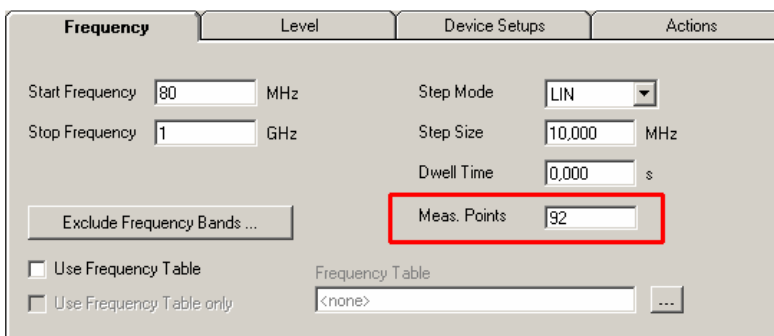 Frequency Level Device Setups Actions
Start Frequency 80 MHz Step Mode LIN
Stop Frequency 1 GHz Step Size 10,000 MHz
Dwell Time 0,000 s
Exclude Frequency Bands ... Meas. Points 92
Use Frequency Table Frequency Table
Use Frequency Table only <none> ...